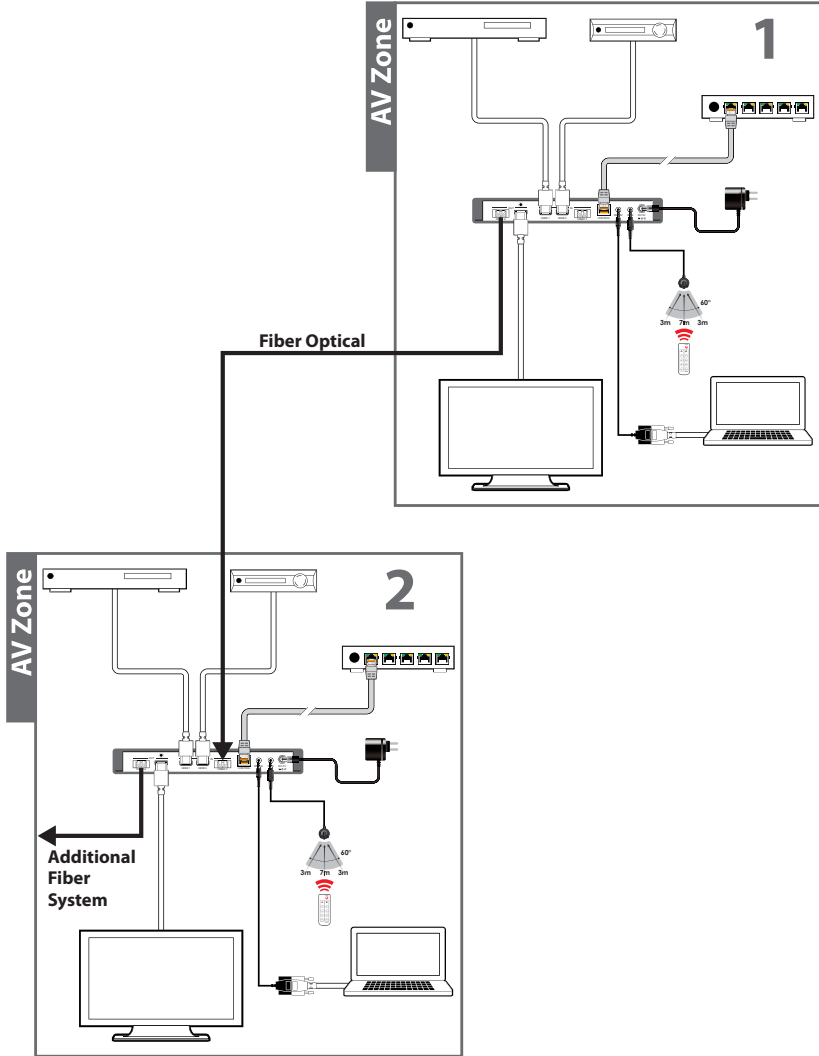 AV Zone
1
60°
3m 7m 3m
Fiber Optical
AV Zone
2
60°
3m 7m 3m
Additional
Fiber
System